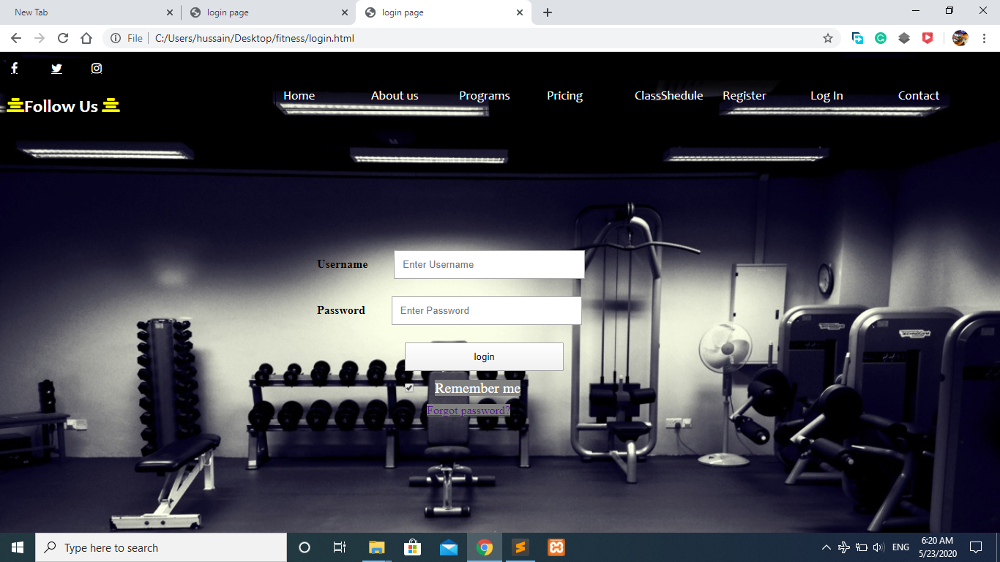 New Tab
login page
login page
File
C:/Users/hussain/Desktop/fitness/login.html
Follow Us
Home
About us
Programs
Pricing
ClassShedule
Register
Log In
Contact
Username
Enter Username
Password
Enter Password
login
Remember me
Forgot password?
Type here to search
ENG
6:20 AM
5/23/2020